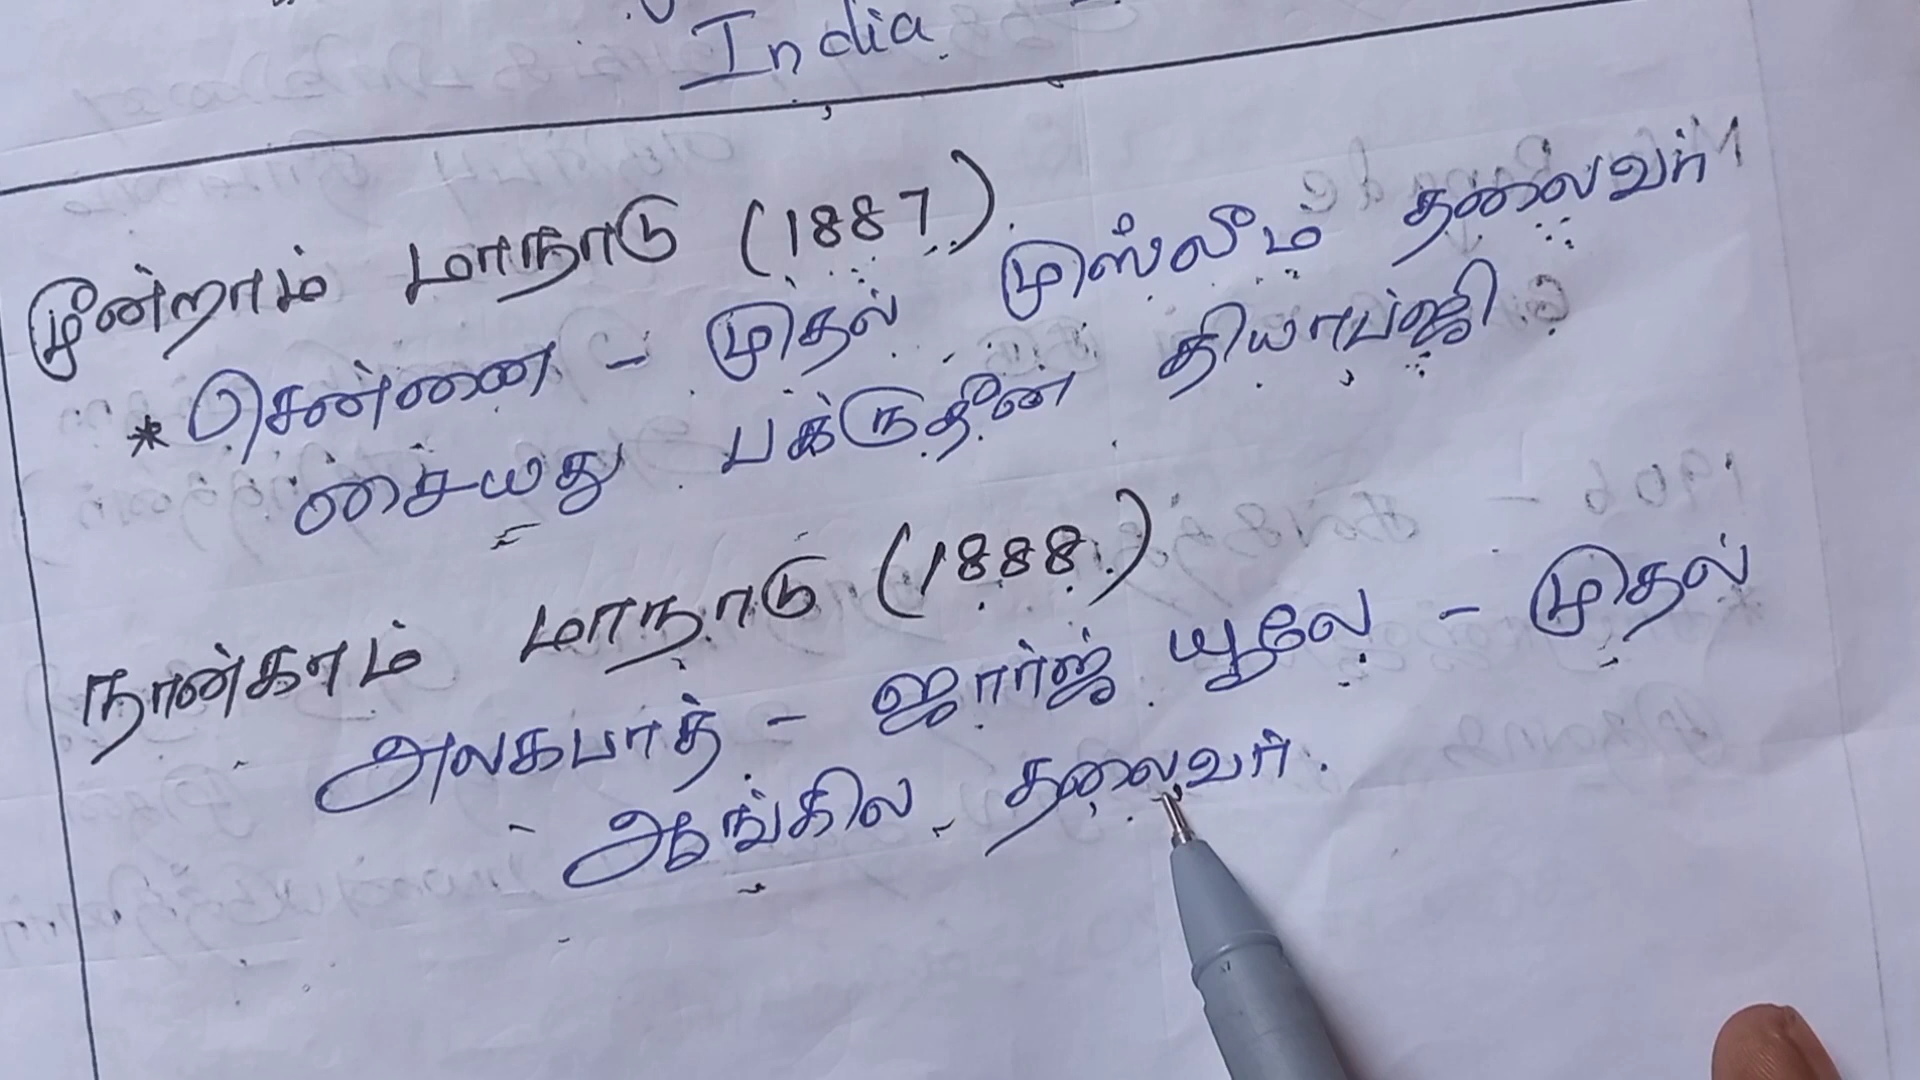 India
மூன்றாம் மாநாடு (1887)
* சென்னை - முதல் முஸ்லீம் தலைவர்
சையது பக்ருதீன் தியாப்ஜி
நான்காம் மாநாடு (1888)
அலகபாத் - ஜார்ஜ் யூலே - முதல்
ஆங்கில தலைவர்.